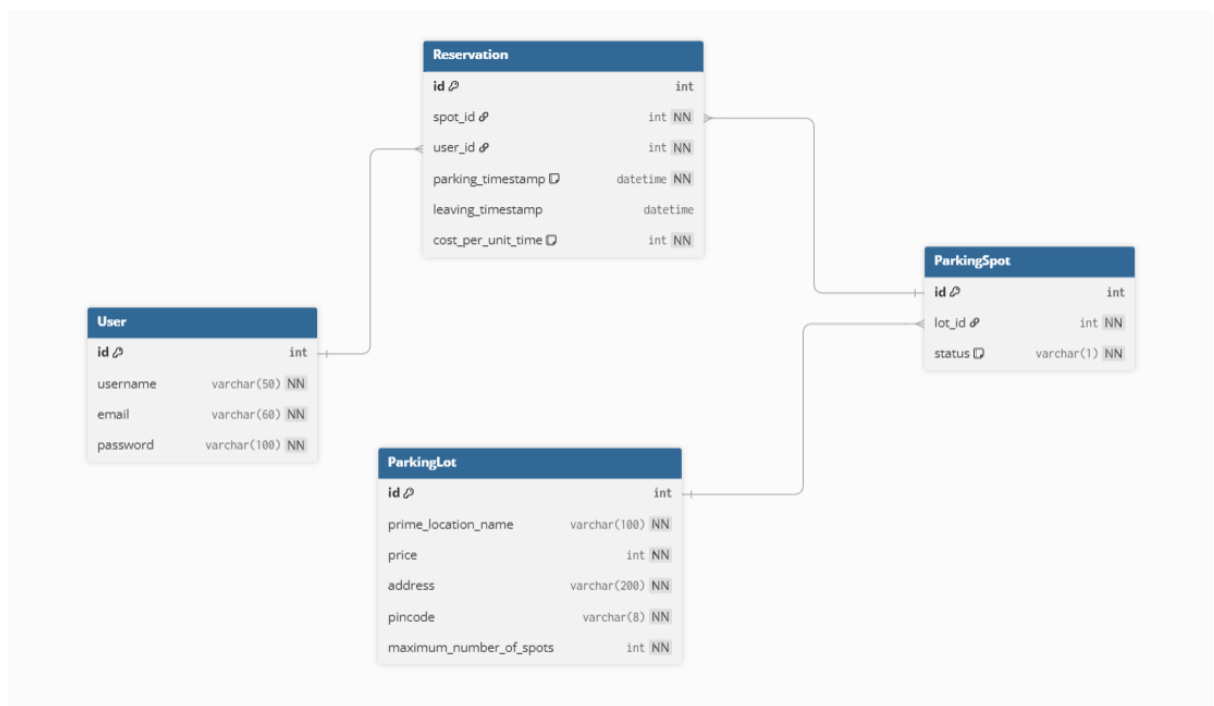 Reservation
id int
spot_id int NN
user_id int NN
parking_timestamp datetime NN
leaving_timestamp datetime
cost_per_unit_time int NN
ParkingSpot
id int
lot_id int NN
status varchar(1) NN
User
id int
username varchar(50) NN
email varchar(60) NN
password varchar(100) NN
ParkingLot
id int
prime_location_name varchar(100) NN
price int NN
address varchar(200) NN
pincode varchar(8) NN
maximum_number_of_spots int NN